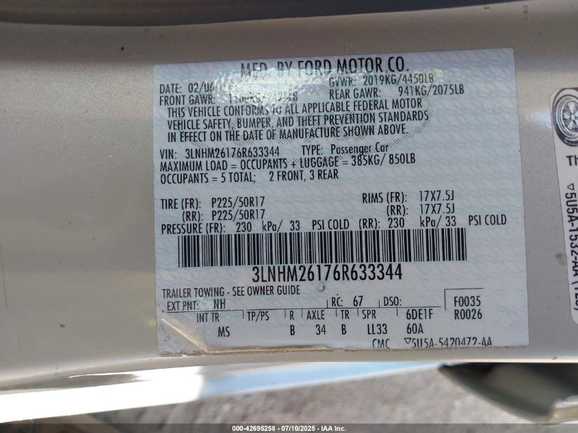 MFD. BY FORD MOTOR CO.
DATE: 02/06 GVWR: 2019KG/4450LB
FRONT GAWR: REAR GAWR: 941KG/2075LB
THIS VEHICLE CONFORMS TO ALL APPLICABLE FEDERAL MOTOR
VEHICLE SAFETY, BUMPER, AND THEFT PREVENTION STANDARDS
IN EFFECT ON THE DATE OF MANUFACTURE SHOWN ABOVE.
VIN: 3LNHM26176R633344 TYPE: Passenger Car
MAXIMUM LOAD = OCCUPANTS + LUGGAGE = 385KG/ 850LB
OCCUPANTS = 5 TOTAL; 2 FRONT, 3 REAR
TIRE (FR): P225/50R17 RIMS (FR): 17X7.5J
(RR): P225/50R17 (RR): 17X7.5J
PRESSURE (FR): 230 kPa/ 33 PSI COLD (RR): 230 kPa/ 33 PSI COLD
3LNHM26176R633344
TRAILER TOWING - SEE OWNER GUIDE
EXT PNT: NH RC: 67 DSO: F0035
INT TR TP/PS R AXLE TR 6DE1F R0026
MS B 34 B LL33 60A
CMC 5U5A-5420472-AA
TH
000-42696258 - 07/10/2025 - IAA Inc.